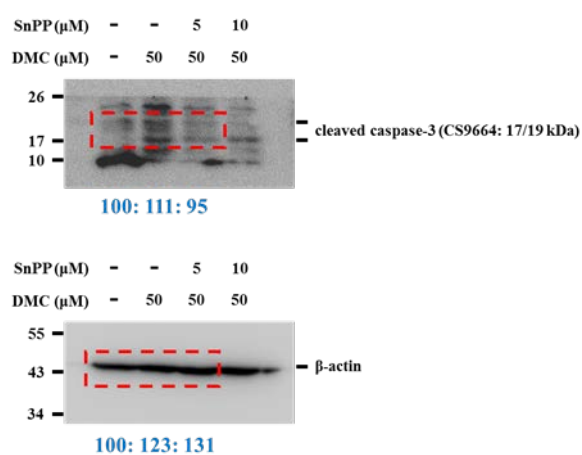 SnPP (μM) - - 5 10
DMC (μM) - 50 50 50
26
17
10
cleaved caspase-3 (CS9664: 17/19 kDa)
100: 111: 95
SnPP (μM) - - 5 10
DMC (μM) - 50 50 50
55
43
34
β-actin
100: 123: 131